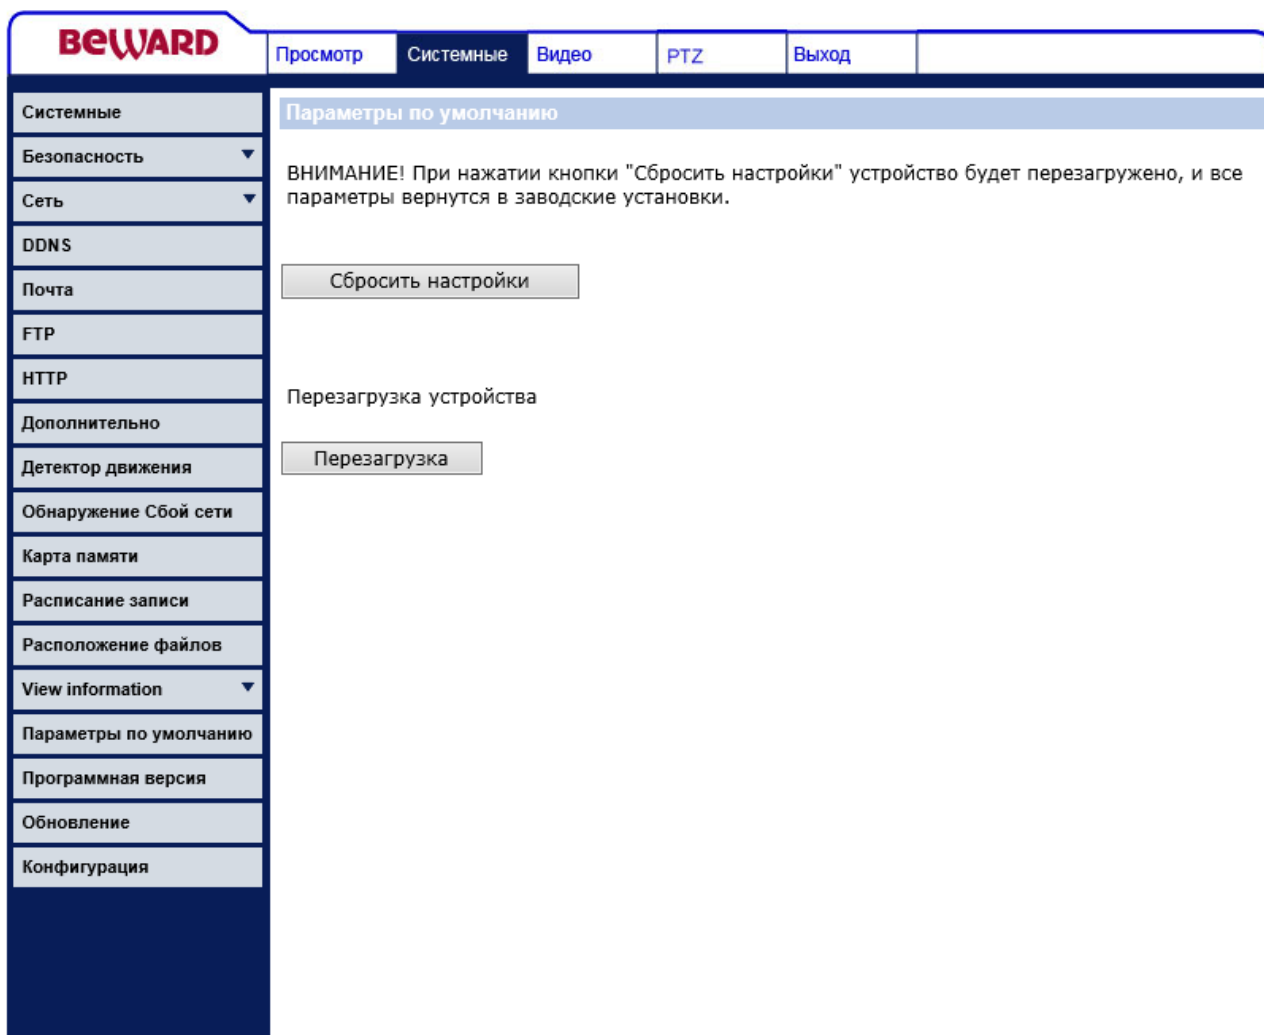 BEWARD
Просмотр Системные Видео PTZ Выход
Системные
Безопасность
Сеть
DDNS
Почта
FTP
HTTP
Дополнительно
Детектор движения
Обнаружение Сбой сети
Карта памяти
Расписание записи
Расположение файлов
View information
Параметры по умолчанию
Программная версия
Обновление
Конфигурация
Параметры по умолчанию
ВНИМАНИЕ! При нажатии кнопки "Сбросить настройки" устройство будет перезагружено, и все
параметры вернутся в заводские установки.
Сбросить настройки
Перезагрузка устройства
Перезагрузка